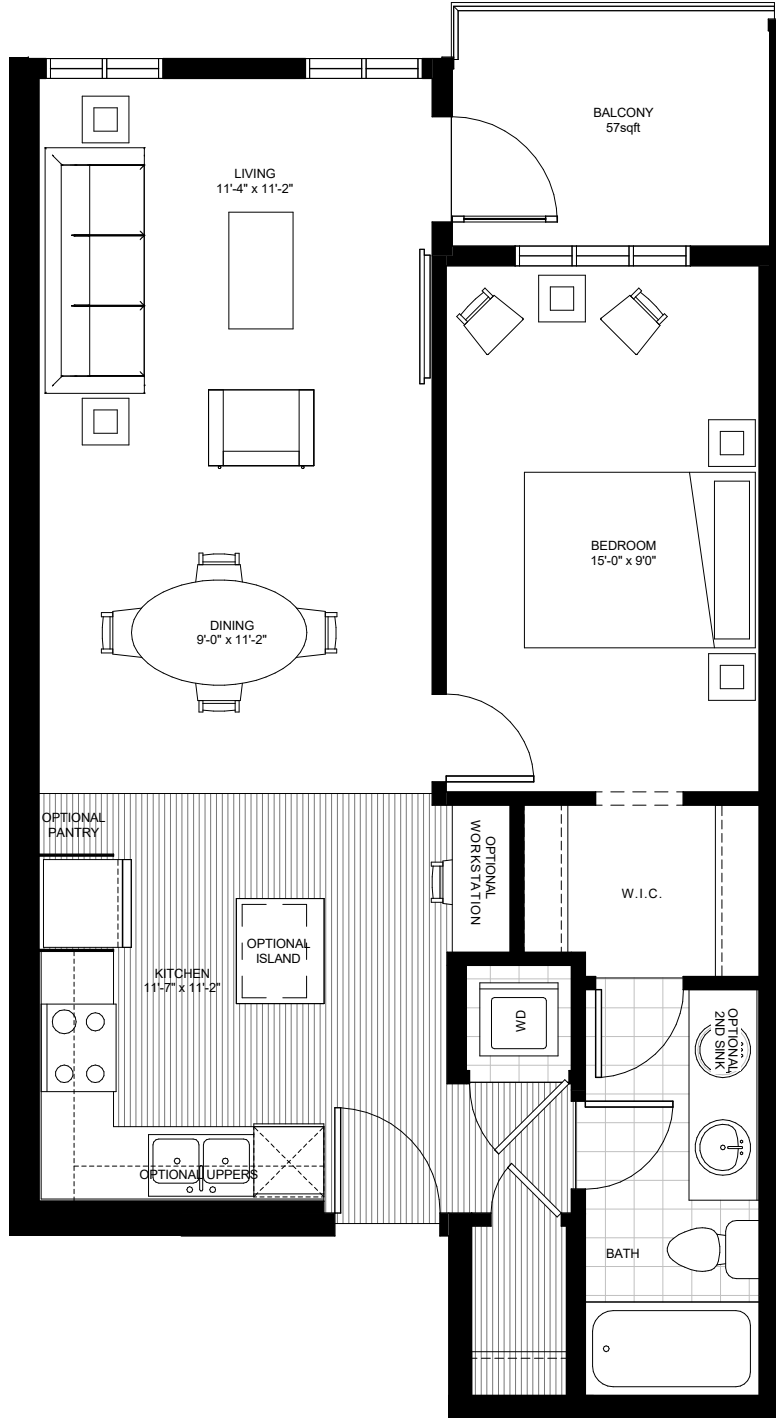 BALCONY
57sqft
LIVING
11'-4" x 11'-2"
BEDROOM
15'-0" x 9'0"
DINING
9'-0" x 11'-2"
OPTIONAL
PANTRY
OPTIONAL
WORKSTATION
W.I.C.
OPTIONAL
ISLAND
KITCHEN
11'-7" x 11'-2"
WD
OPTIONAL
2ND SINK
OPTIONAL UPPERS
BATH